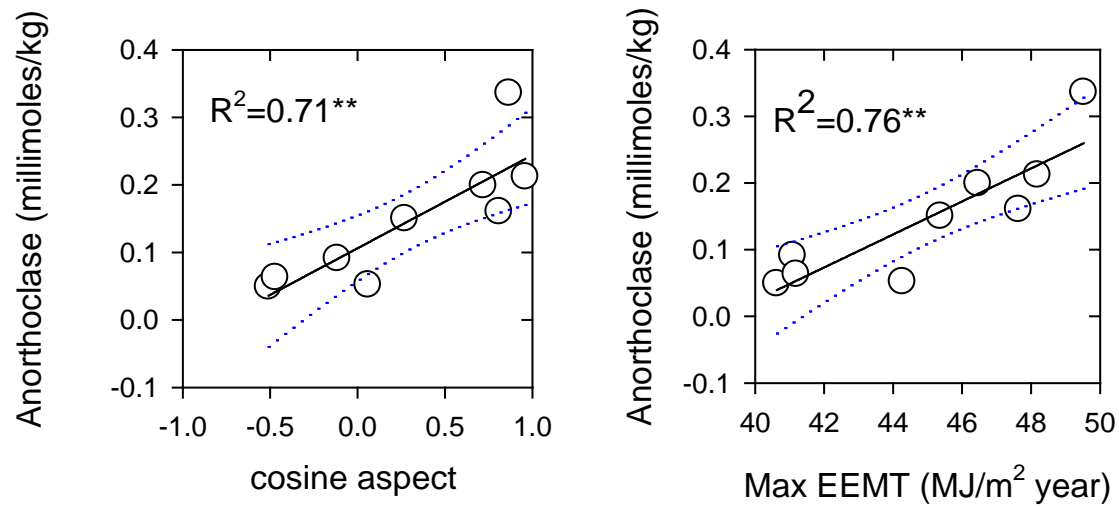 Anorthoclase (millimoles/kg)
0.4
0.3
0.2
0.1
0.0
-0.1
R²=0.71**
-1.0 -0.5 0.0 0.5 1.0
cosine aspect
Anorthoclase (millimoles/kg)
0.4
0.3
0.2
0.1
0.0
-0.1
R²=0.76**
40 42 44 46 48 50
Max EEMT (MJ/m² year)